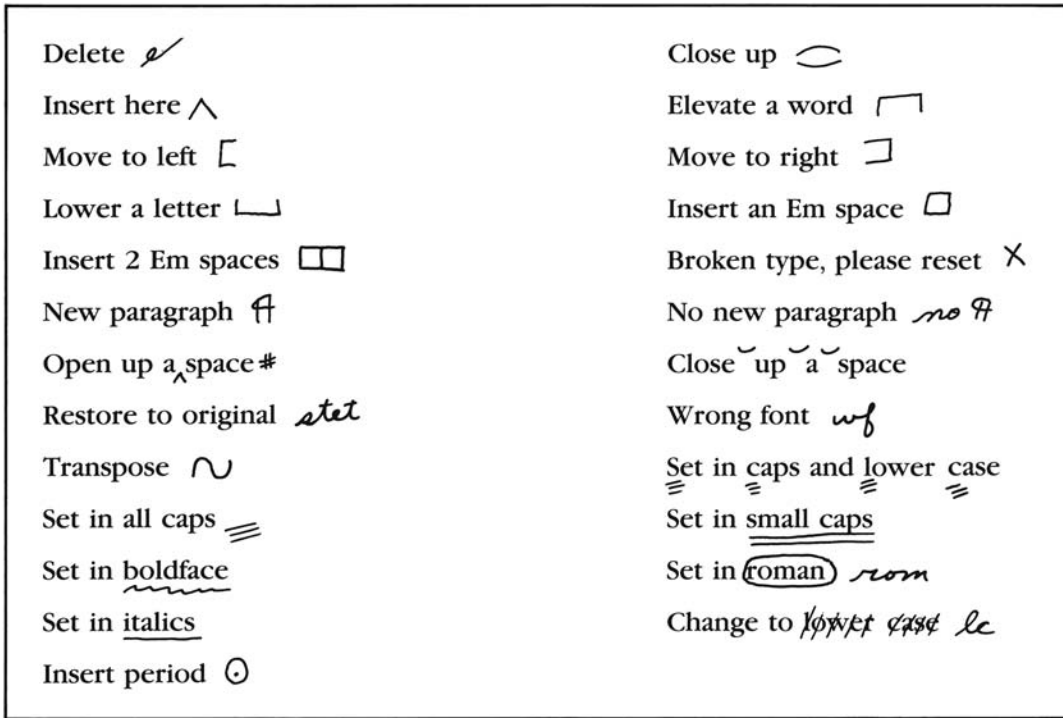 Delete
Insert here
Move to left
Lower a letter
Insert 2 Em spaces
New paragraph
Open up a space #
Restore to original stet
Transpose
Set in all caps
Set in boldface
Set in italics
Insert period
Close up
Elevate a word
Move to right
Insert an Em space
Broken type, please reset X
No new paragraph no ¶
Close up a space
Wrong font wf
Set in caps and lower case
Set in small caps
Set in roman rom
Change to lower case lc